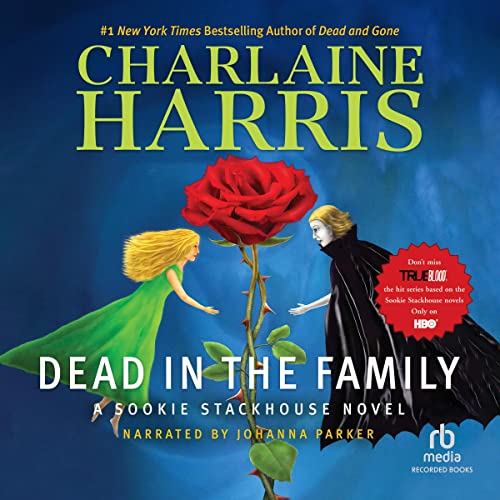 #1 New York Times Bestselling Author of Dead and Gone
CHARLAINE
HARRIS
Don't miss
TRUE BLOOD
the hit series based on the
Sookie Stackhouse novels
Only on
HBO®
DEAD IN THE FAMILY
A SOOKIE STACKHOUSE NOVEL
NARRATED BY JOHANNA PARKER
rb
media
RECORDED BOOKS